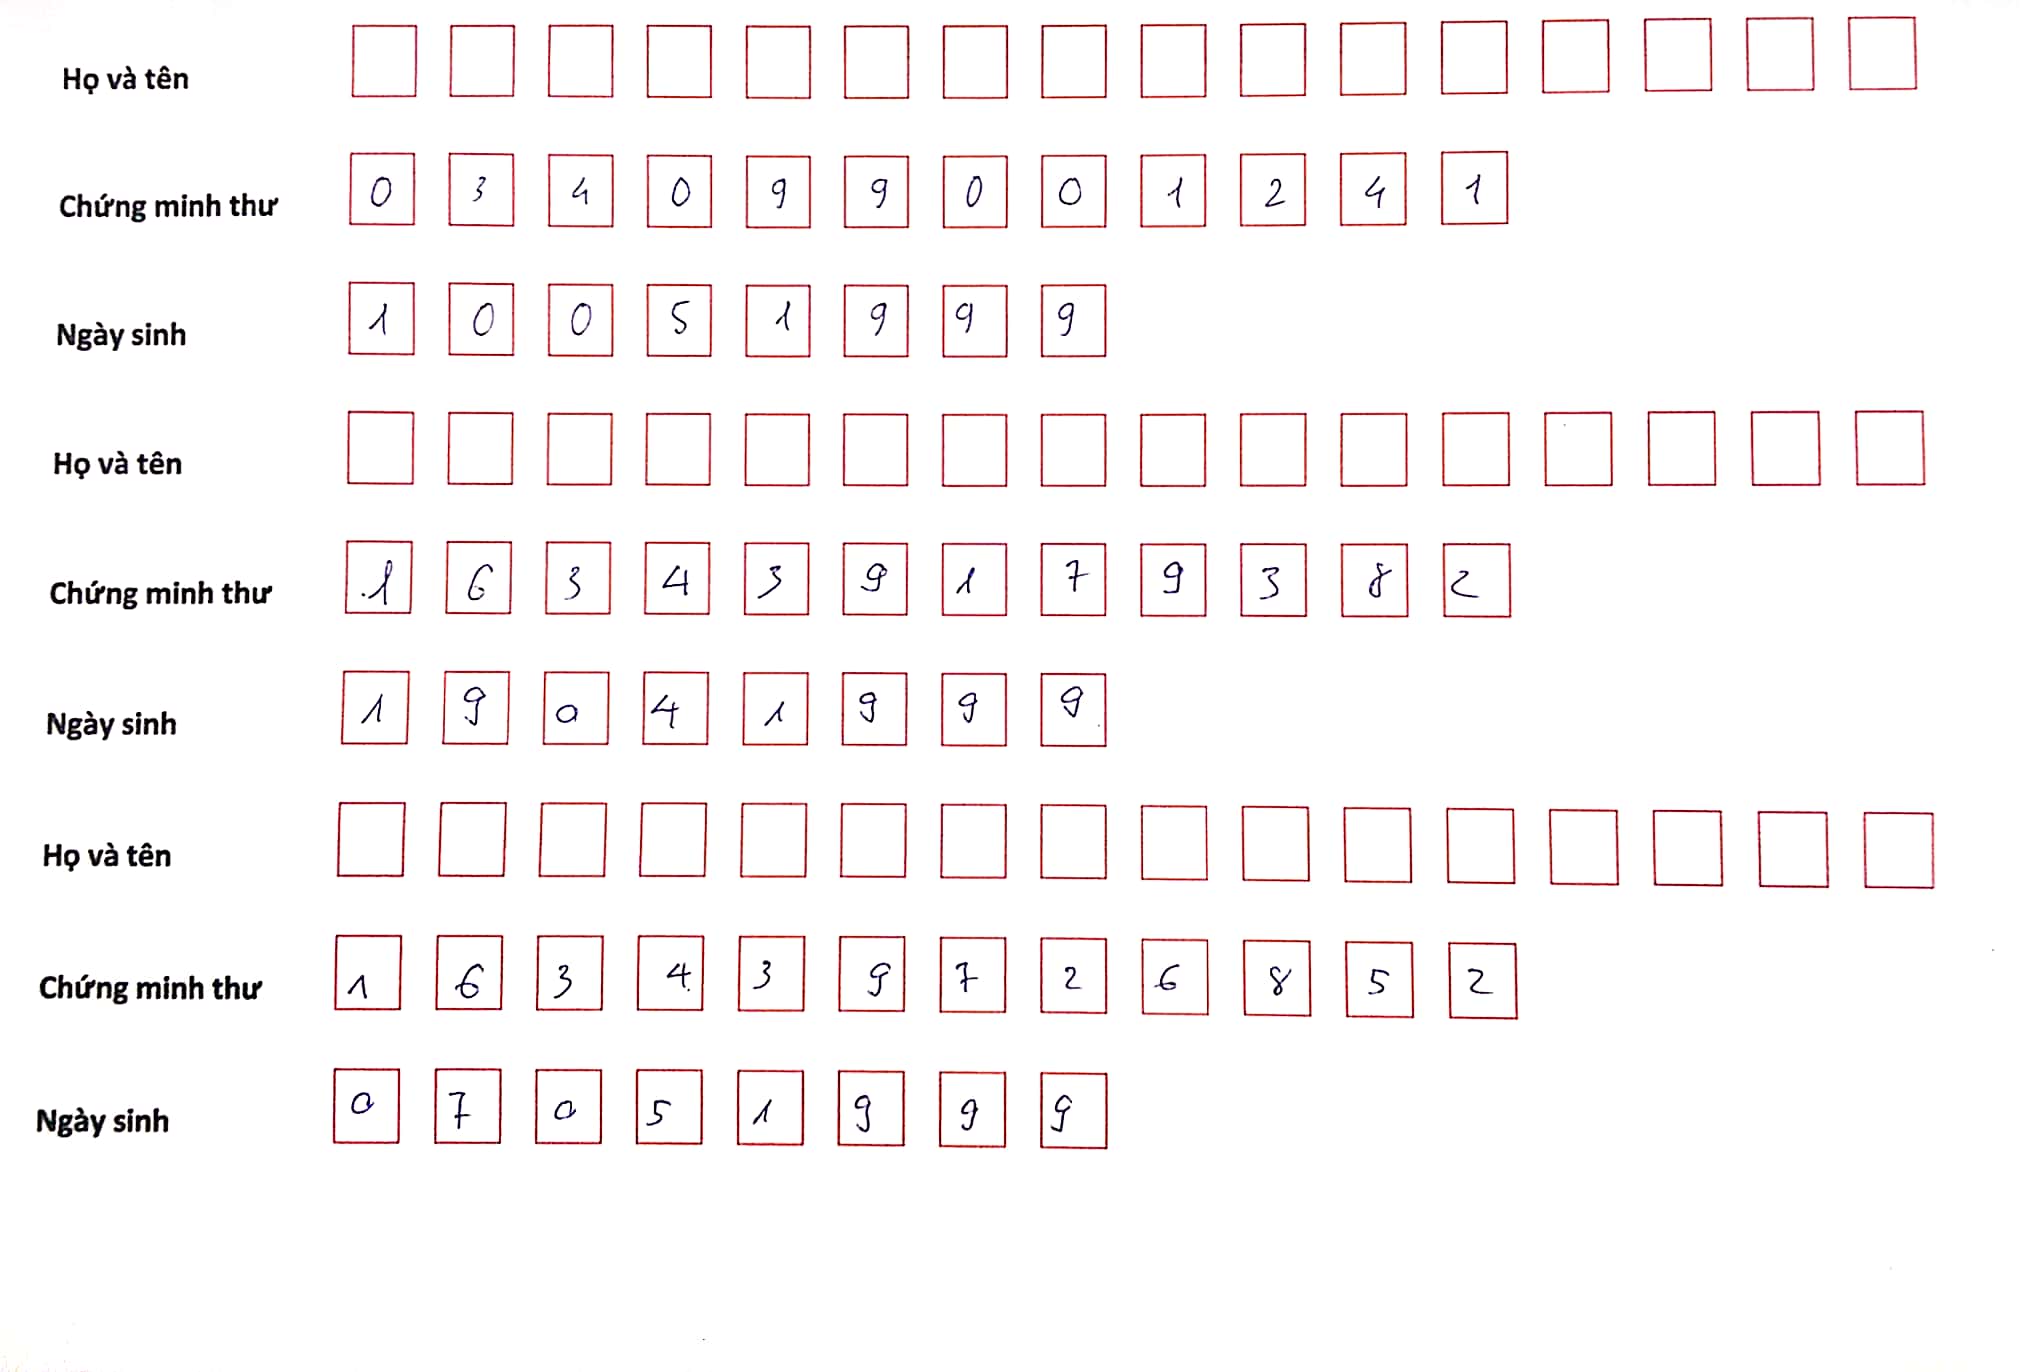 Họ và tên
Chứng minh thư 0 3 4 0 9 9 0 0 1 2 4 1
Ngày sinh 1 0 0 5 1 9 9 9
Họ và tên
Chứng minh thư 1 6 3 4 3 9 1 7 9 3 8 2
Ngày sinh 1 9 0 4 1 9 9 9
Họ và tên
Chứng minh thư 1 6 3 4 3 9 7 2 6 8 5 2
Ngày sinh 0 7 0 5 1 9 9 9